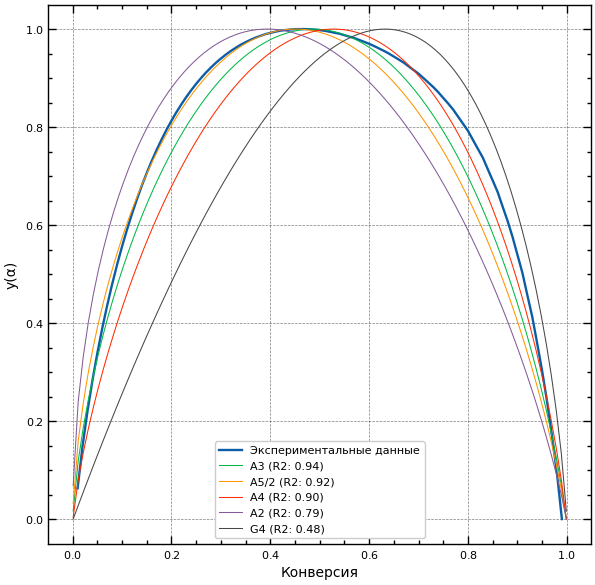 y(α)
1.0
0.8
0.6
0.4
0.2
0.0
Экспериментальные данные
A3 (R2: 0.94)
A5/2 (R2: 0.92)
A4 (R2: 0.90)
A2 (R2: 0.79)
G4 (R2: 0.48)
0.0 0.2 0.4 0.6 0.8 1.0
Конверсия